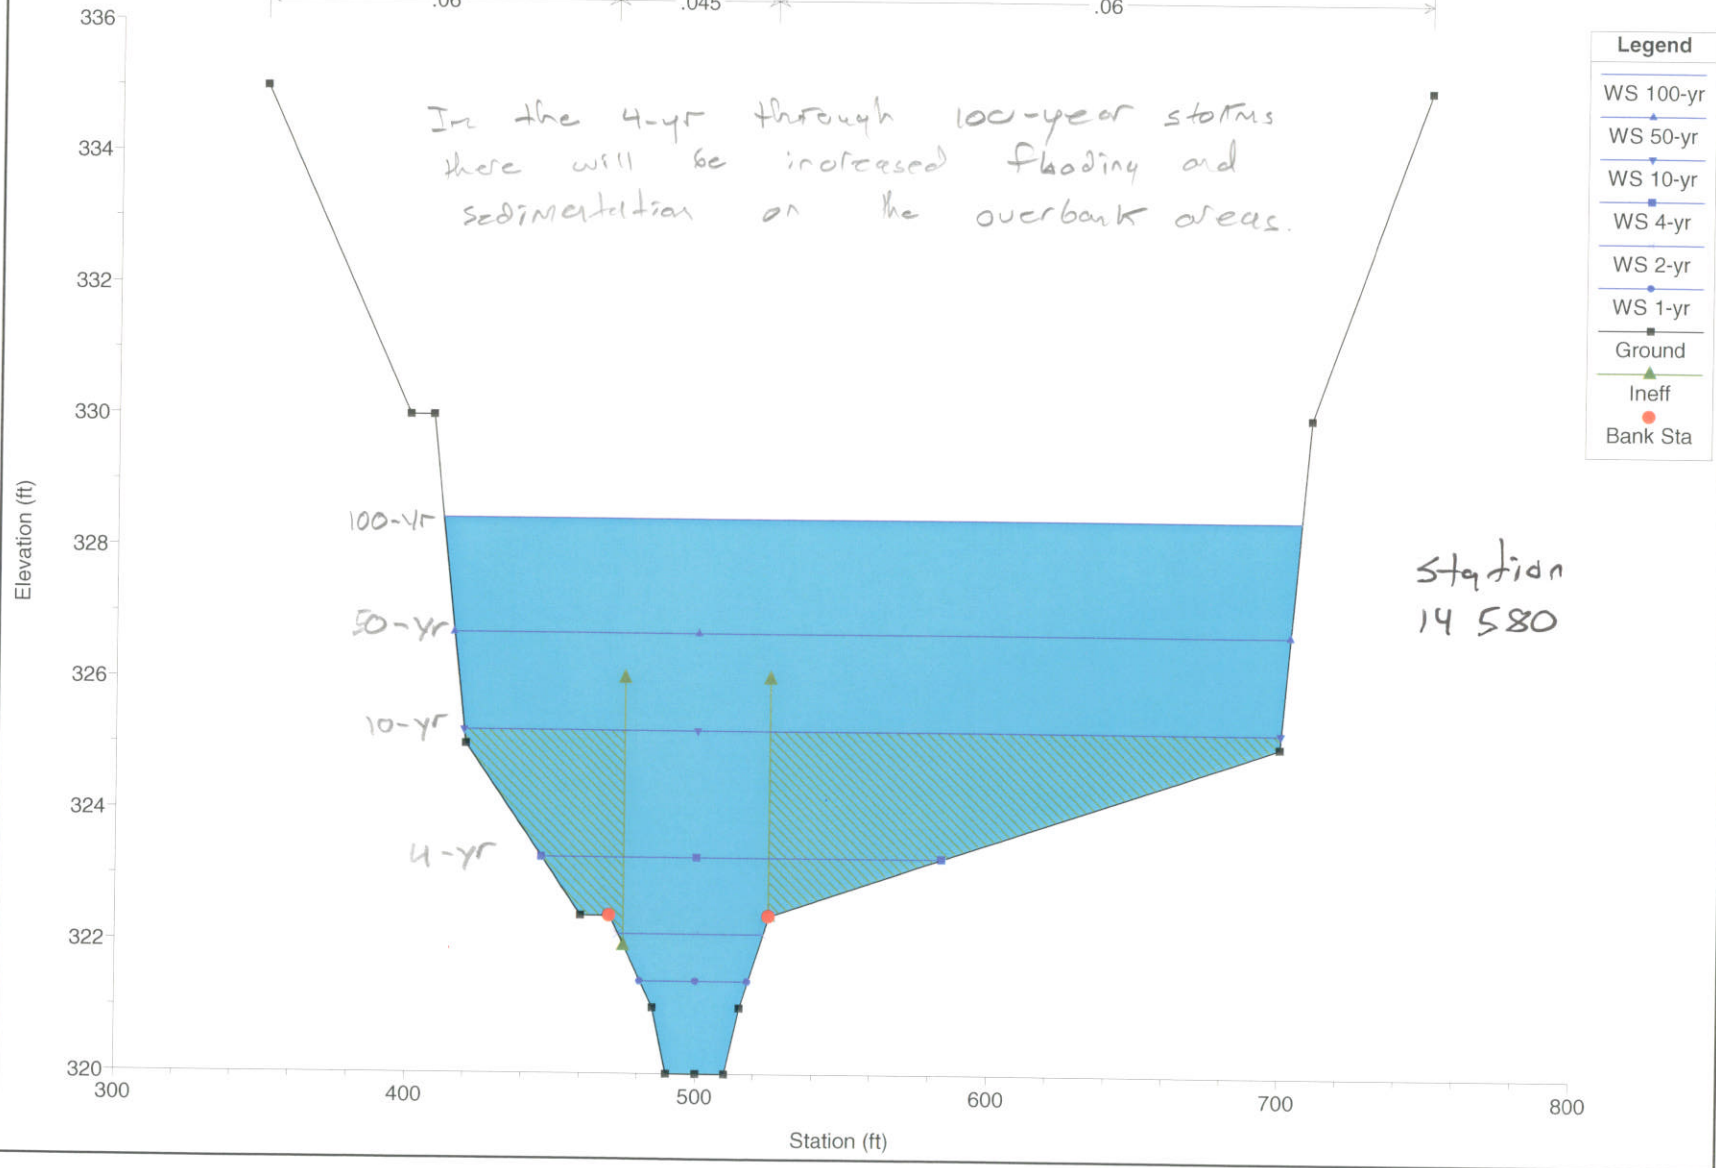 .06 .045 .06
336
334
332
330
328
326
324
322
320
Elevation (ft)
300 400 500 600 700 800
Station (ft)
In the 4-yr through 100-year storms
there will be increased flooding and
sedimentation on the overbank areas.
100-yr
50-yr
10-yr
4-yr
Station
14 580
Legend
WS 100-yr
WS 50-yr
WS 10-yr
WS 4-yr
WS 2-yr
WS 1-yr
Ground
Ineff
Bank Sta